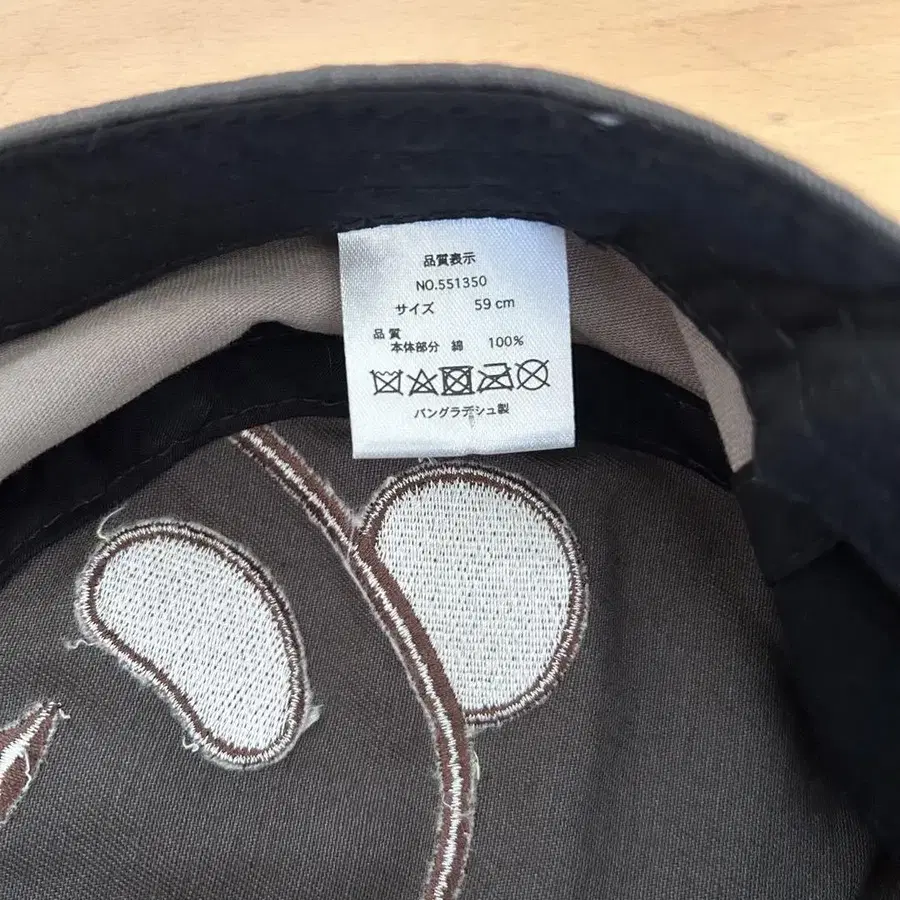 品質表示
NO.551350
サイズ 59 cm
品質
本体部分 綿 100%
バングラデシュ製